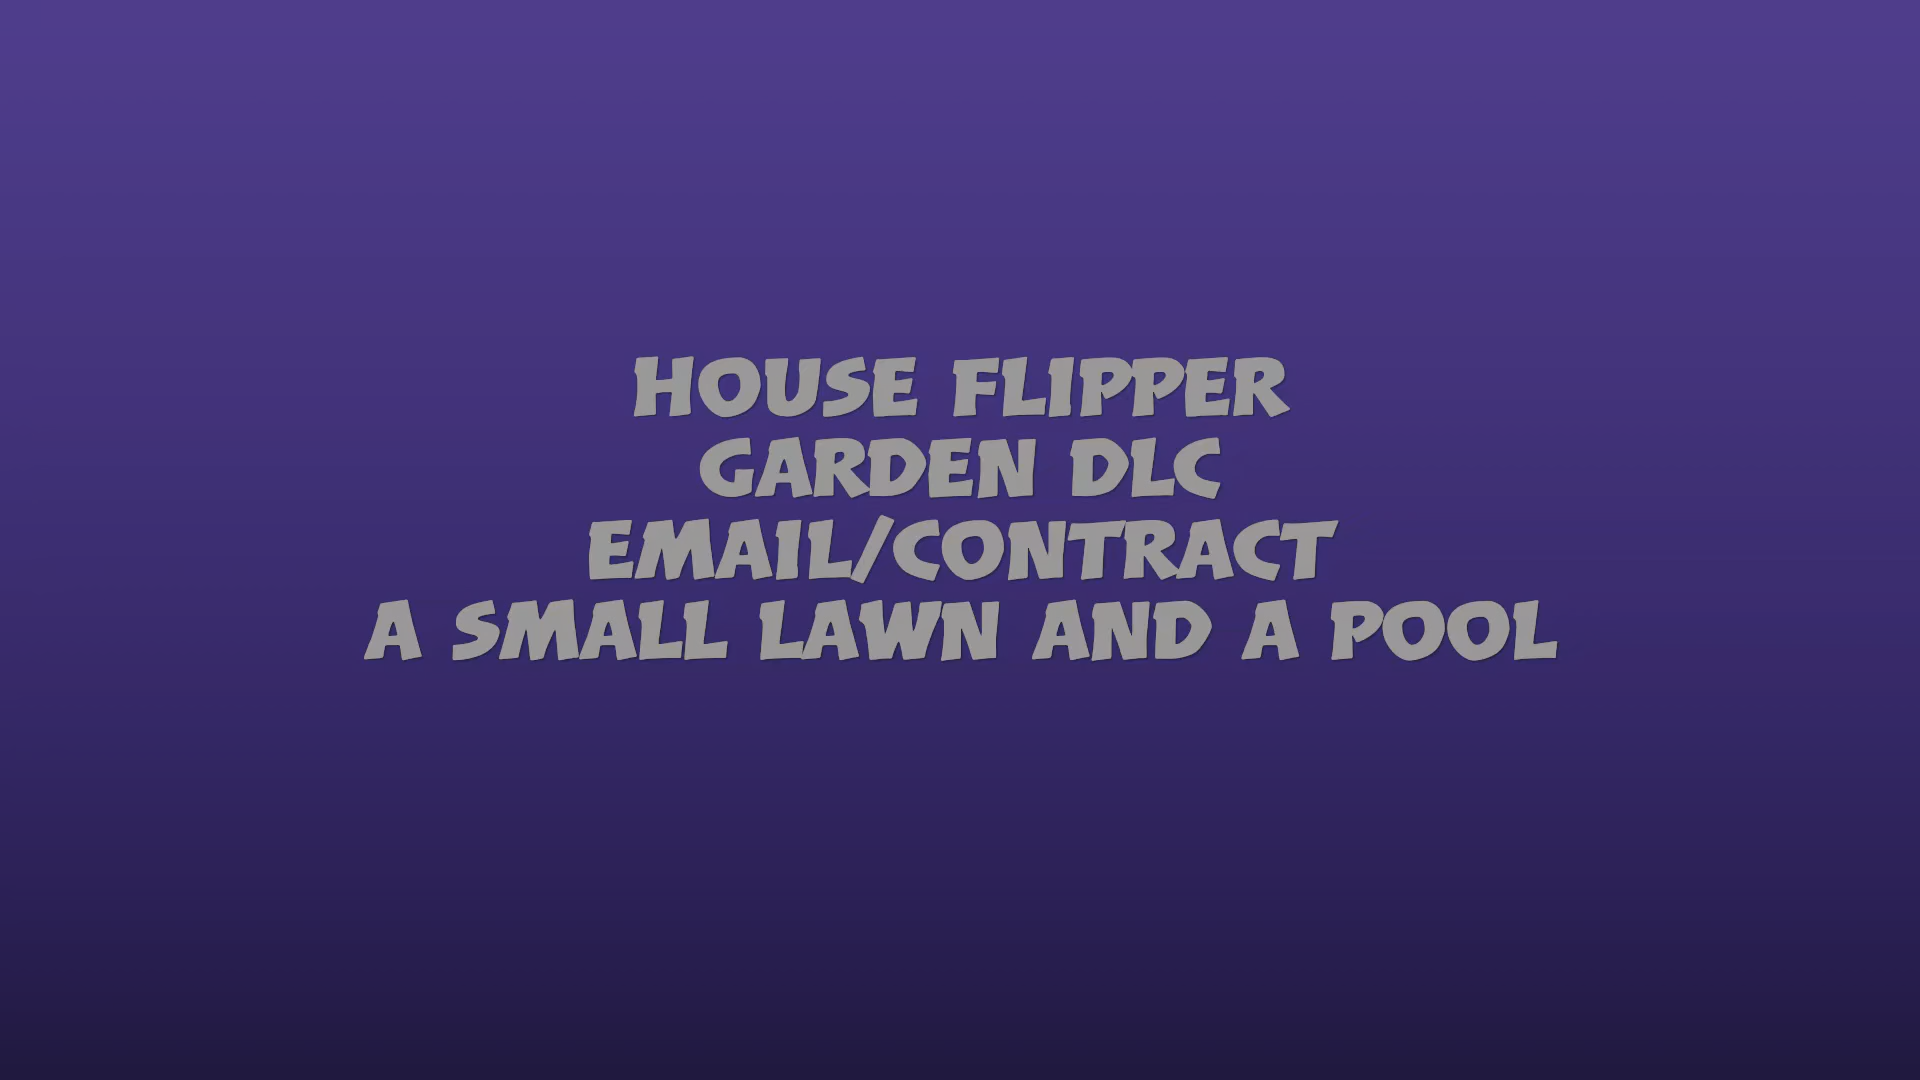 HOUSE FLIPPER
GARDEN DLC
EMAIL/CONTRACT
A SMALL LAWN AND A POOL